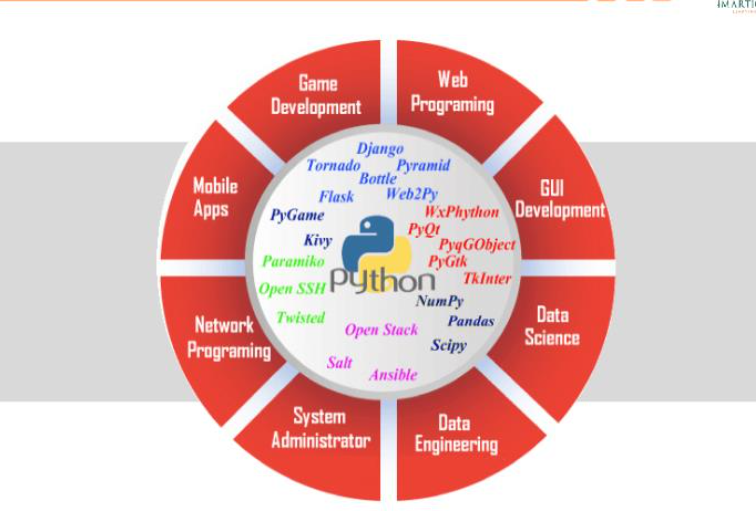 Game
Development
Web
Programing
Mobile
Apps
GUI
Development
Network
Programing
Data
Science
System
Administrator
Data
Engineering
Django
Tornado Pyramid
Bottle
Flask Web2Py
PyGame WxPhython
Kivy PyQt
PyqGObject
Paramiko PyGtk
TkInter
Open SSH python
NumPy
Twisted Pandas
Open Stack
Scipy
Salt
Ansible